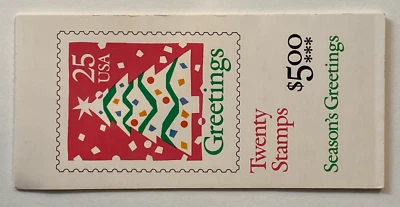 25
USA
Greetings
Twenty
Stamps
$5.00***
Season's Greetings